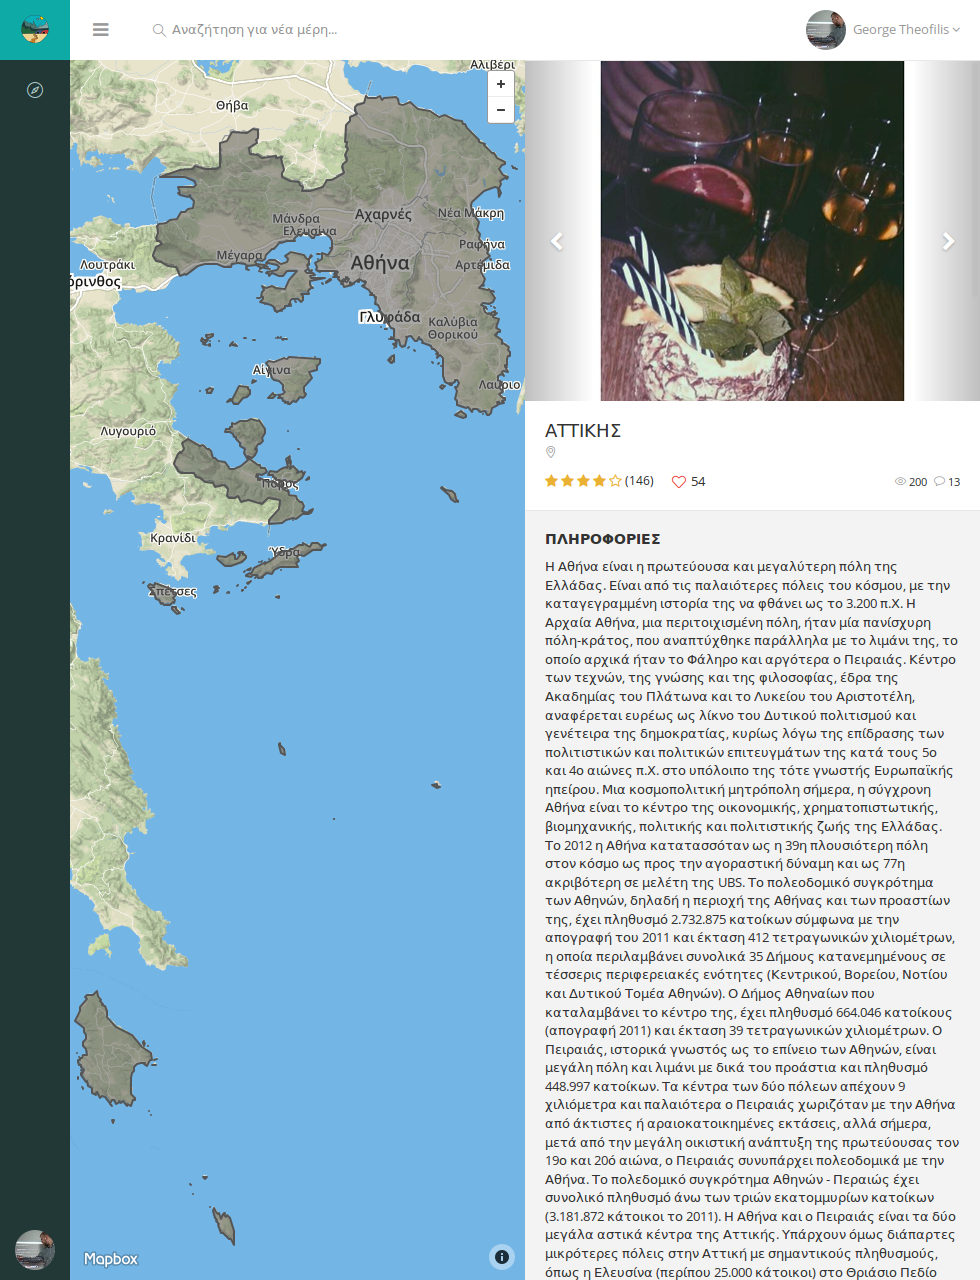 Αναζήτηση για νέα μέρη...
George Theofilis
Αλιβέρι
Θήβα
+
−
Μάνδρα
Ελευσίνα
Αχαρνές
Νέα Μάκρη
Μέγαρα
Αθήνα
Ραφήνα
Αρτέμιδα
Λουτράκι
όρινθος
Γλυφάδα
Καλύβια
Θορικού
Αίγινα
Λαύριο
Λυγουριό
Πόρος
Κρανίδι
Ύδρα
Σπέτσες
Mapbox
ΑΤΤΙΚΗΣ
(146) 54 200 13
ΠΛΗΡΟΦΟΡΙΕΣ
Η Αθήνα είναι η πρωτεύουσα και μεγαλύτερη πόλη της
Ελλάδας. Είναι από τις παλαιότερες πόλεις του κόσμου, με την
καταγεγραμμένη ιστορία της να φθάνει ως το 3.200 π.Χ. Η
Αρχαία Αθήνα, μια περιτοιχισμένη πόλη, ήταν μία πανίσχυρη
πόλη-κράτος, που αναπτύχθηκε παράλληλα με το λιμάνι της, το
οποίο αρχικά ήταν το Φάληρο και αργότερα ο Πειραιάς. Κέντρο
των τεχνών, της γνώσης και της φιλοσοφίας, έδρα της
Ακαδημίας του Πλάτωνα και το Λυκείου του Αριστοτέλη,
αναφέρεται ευρέως ως λίκνο του Δυτικού πολιτισμού και
γενέτειρα της δημοκρατίας, κυρίως λόγω της επίδρασης των
πολιτιστικών και πολιτικών επιτευγμάτων της κατά τους 5ο
και 4ο αιώνες π.Χ. στο υπόλοιπο της τότε γνωστής Ευρωπαϊκής
ηπείρου. Μια κοσμοπολιτική μητρόπολη σήμερα, η σύγχρονη
Αθήνα είναι το κέντρο της οικονομικής, χρηματοπιστωτικής,
βιομηχανικής, πολιτικής και πολιτιστικής ζωής της Ελλάδας.
Το 2012 η Αθήνα κατατασσόταν ως η 39η πλουσιότερη πόλη
στον κόσμο ως προς την αγοραστική δύναμη και ως 77η
ακριβότερη σε μελέτη της UBS. Το πολεοδομικό συγκρότημα
των Αθηνών, δηλαδή η περιοχή της Αθήνας και των προαστίων
της, έχει πληθυσμό 2.732.875 κατοίκων σύμφωνα με την
απογραφή του 2011 και έκταση 412 τετραγωνικών χιλιομέτρων,
η οποία περιλαμβάνει συνολικά 35 Δήμους κατανεμημένους σε
τέσσερις περιφερειακές ενότητες (Κεντρικού, Βορείου, Νοτίου
και Δυτικού Τομέα Αθηνών). Ο Δήμος Αθηναίων που
καταλαμβάνει το κέντρο της, έχει πληθυσμό 664.046 κατοίκους
(απογραφή 2011) και έκταση 39 τετραγωνικών χιλιομέτρων. Ο
Πειραιάς, ιστορικά γνωστός ως το επίνειο των Αθηνών, είναι
μεγάλη πόλη και λιμάνι με δικά του προάστια και πληθυσμό
448.997 κατοίκων. Τα κέντρα των δύο πόλεων απέχουν 9
χιλιόμετρα και παλαιότερα ο Πειραιάς χωριζόταν με την Αθήνα
από άκτιστες ή αραιοκατοικημένες εκτάσεις, αλλά σήμερα,
μετά από την μεγάλη οικιστική ανάπτυξη της πρωτεύουσας τον
19ο και 20ό αιώνα, ο Πειραιάς συνυπάρχει πολεοδομικά με την
Αθήνα. Το πολεδομικό συγκρότημα Αθηνών - Περαιώς έχει
συνολικό πληθυσμό άνω των τριών εκατομμυρίων κατοίκων
(3.181.872 κάτοικοι το 2011). Η Αθήνα και ο Πειραιάς είναι τα δύο
μεγάλα αστικά κέντρα της Αττικής. Υπάρχουν όμως διάπαρτες
μικρότερες πόλεις στην Αττική με σημαντικούς πληθυσμούς,
όπως η Ελευσίνα (περίπου 25.000 κάτοικοι) στο Θριάσιο Πεδίο